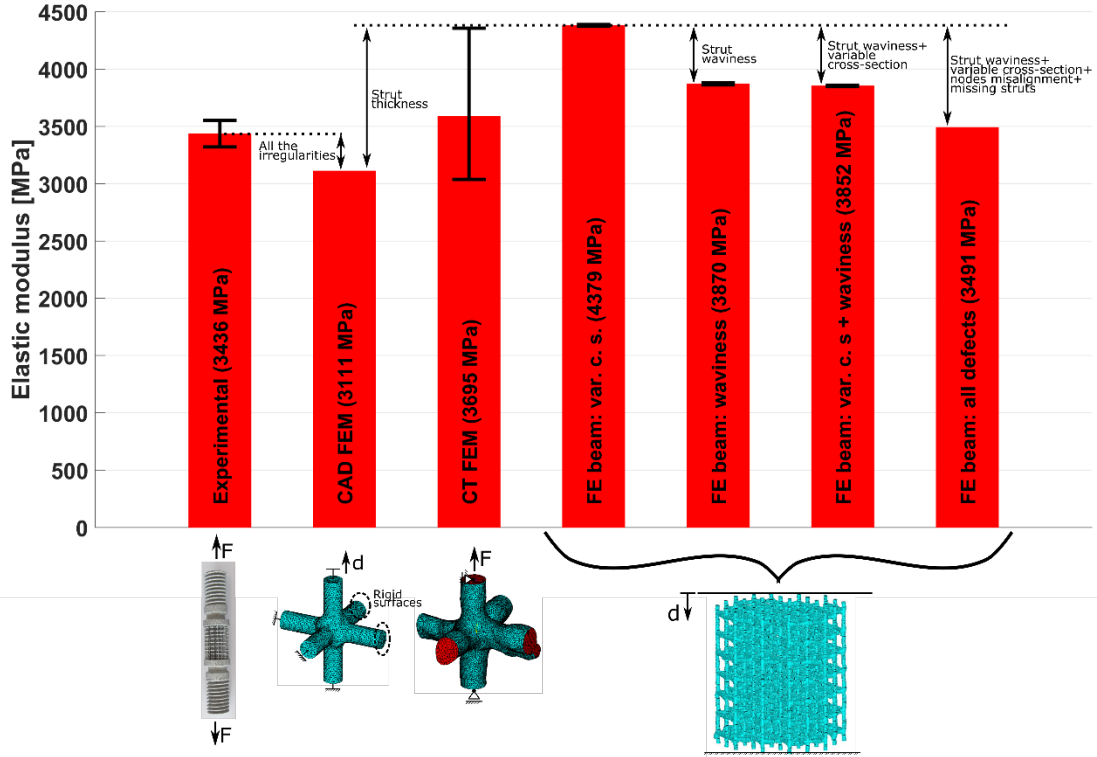 Elastic modulus [MPa]
4500
4000
3500
3000
2500
2000
1500
1000
500
0
All the
irregularities
Strut
thickness
Strut
waviness
Strut waviness+
variable
cross-section
Strut waviness+
variable cross-section+
nodes misalignment+
missing struts
Experimental (3436 MPa)
CAD FEM (3111 MPa)
CT FEM (3695 MPa)
FE beam: var. c. s. (4379 MPa)
FE beam: waviness (3870 MPa)
FE beam: var. c. s + waviness (3852 MPa)
FE beam: all defects (3491 MPa)
F
F
d
Rigid
surfaces
F
d